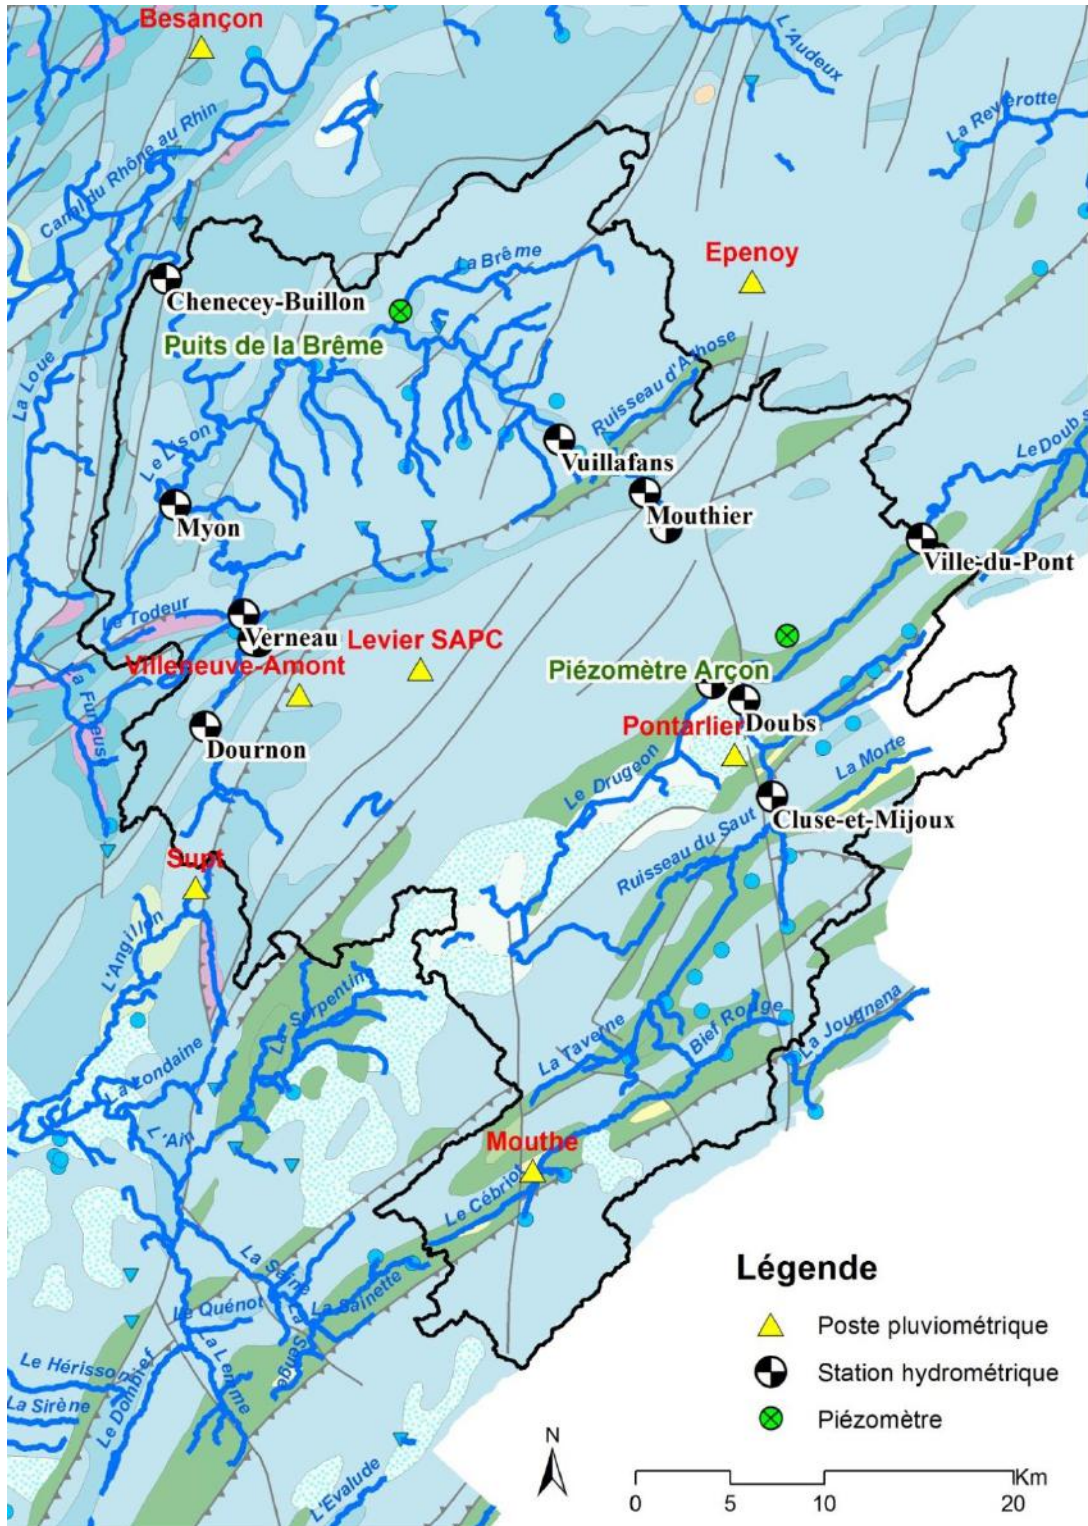 Besançon
L'Audeux
La Reverotte
Canal du Rhône au Rhin
La Brême
Epenoy
Chenecey-Buillon
Puits de la Brême
La Loue
Ruisseau d'Athose
Le Doubs
Le Lison
Vuillafans
Myon
Mouthier
Ville-du-Pont
Le Todeur
Verneau
Levier SAPC
Villeneuve-Amont
Piézomètre Arçon
La Furieuse
Dournon
Pontarlier
Doubs
Le Drugeon
La Morte
Cluse-et-Mijoux
Ruisseau du Saut
Supt
L'Angillon
La Serpentine
La Taverne
Bief Rouge
La Jougnena
La Londaine
L'Ain
Mouthe
Le Cébriot
La Saine
La Sainette
Le Quénot
La Senge
La Lemme
Le Hérisson
La Sirène
Le Dombief
L'Evalude
Légende
Poste pluviométrique
Station hydrométrique
Piézomètre
N
Km
0 5 10 20